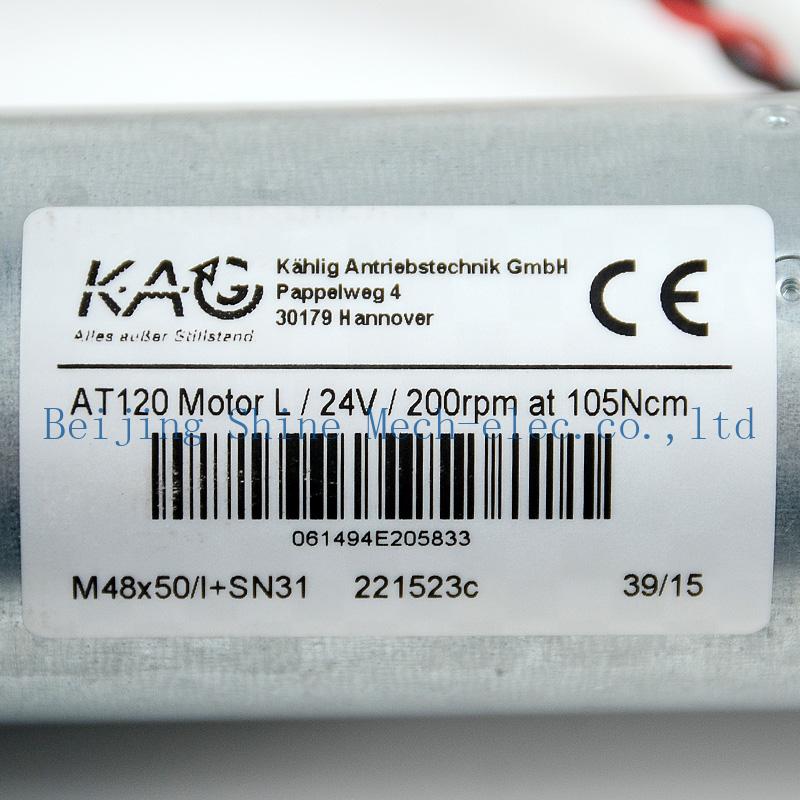 KAG
Alles außer Stillstand.
Kählig Antriebstechnik GmbH
Pappelweg 4
30179 Hannover
CE
AT120 Motor L / 24V / 200rpm at 105Ncm
Beijing Shine Mech-elec.co.,ltd
061494E205833
M48x50/I+SN31 221523c 39/15